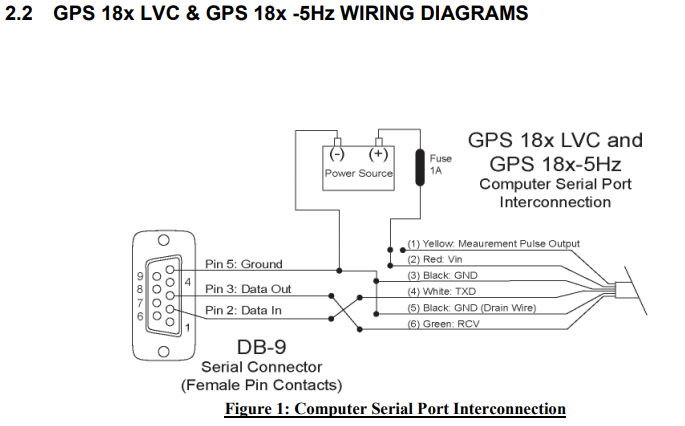 2.2 GPS 18x LVC & GPS 18x -5Hz WIRING DIAGRAMS
GPS 18x LVC and
GPS 18x-5Hz
Computer Serial Port
Interconnection
(-) (+)
Power Source
Fuse
1A
(1) Yellow: Meaurement Pulse Output
(2) Red: Vin
(3) Black: GND
(4) White: TXD
(5) Black: GND (Drain Wire)
(6) Green: RCV
Pin 5: Ground
Pin 3: Data Out
Pin 2: Data In
9
8
7
6
4
1
DB-9
Serial Connector
(Female Pin Contacts)
Figure 1: Computer Serial Port Interconnection